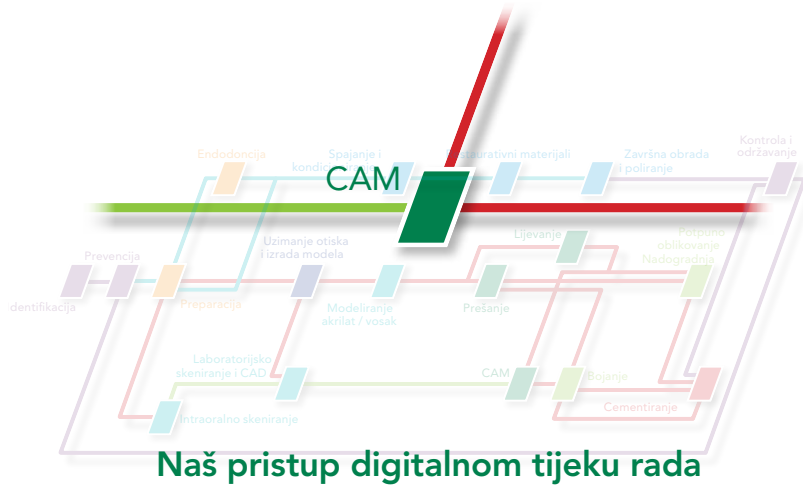 Kontrola i
održavanje
Endodoncija
Spajanje i
Restaurativni materijali
Završna obrada
i poliranje
CAM
Prevencija
Uzimanje otiska
i izrada modela
Lijevanje
Potpuno
oblikovanje
Nadogradnja
dentifikacija
Preparacija
Modeliranje
akrilat / vosak
Prešanje
Laboratorijsko
skeniranje i CAD
CAM
Bojanje
Cementiranje
Intraoralno skeniranje
Naš pristup digitalnom tijeku rada